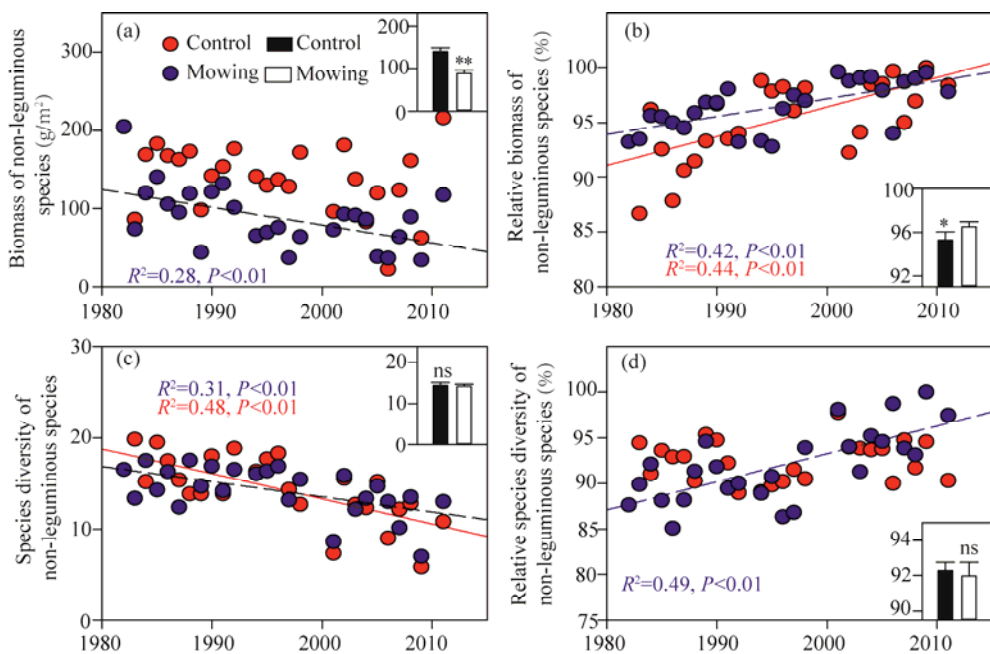 (a)
Control Control
Mowing Mowing
Biomass of non-leguminous
species (g/m²)
300
200
100
0
1980 1990 2000 2010
R²=0.28, P<0.01
200
100
0
**
(b)
Relative biomass of
non-leguminous species (%)
100
95
90
85
80
1980 1990 2000 2010
R²=0.42, P<0.01
R²=0.44, P<0.01
100
96
92
*
(c)
Species diversity of
non-leguminous species
30
20
10
0
1980 1990 2000 2010
R²=0.31, P<0.01
R²=0.48, P<0.01
20
10
0
ns
(d)
Relative species diversity of
non-leguminous species (%)
100
95
90
85
80
75
1980 1990 2000 2010
R²=0.49, P<0.01
94
92
90
ns